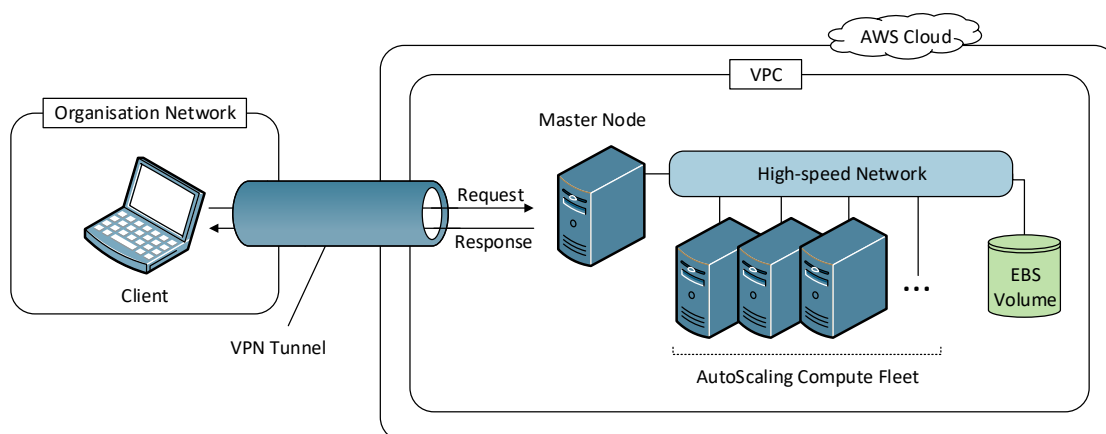 AWS Cloud
VPC
Organisation Network
Master Node
High-speed Network
Request
Response
Client
EBS
Volume
...
VPN Tunnel
AutoScaling Compute Fleet